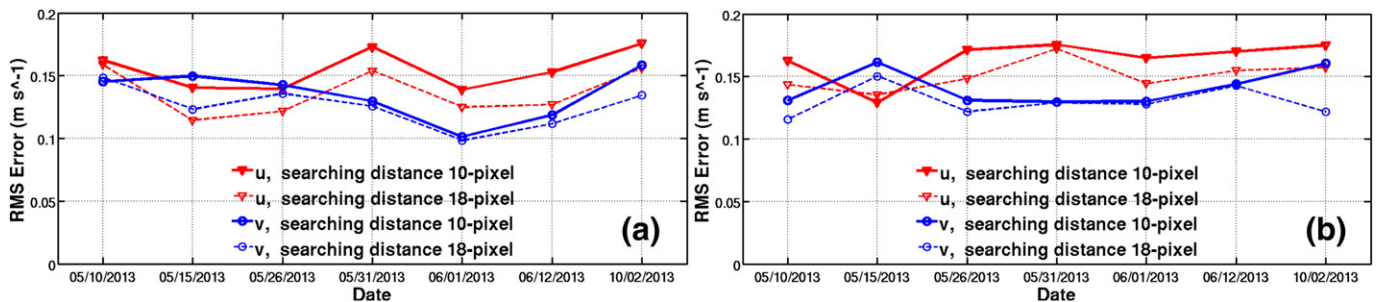 RMS Error (m s^-1)
0.2
0.15
0.1
0.05
0
u, searching distance 10-pixel
u, searching distance 18-pixel
v, searching distance 10-pixel
v, searching distance 18-pixel
(a)
05/10/2013 05/15/2013 05/26/2013 05/31/2013 06/01/2013 06/12/2013 10/02/2013
Date
RMS Error (m s^-1)
0.2
0.15
0.1
0.05
0
u, searching distance 10-pixel
u, searching distance 18-pixel
v, searching distance 10-pixel
v, searching distance 18-pixel
(b)
05/10/2013 05/15/2013 05/26/2013 05/31/2013 06/01/2013 06/12/2013 10/02/2013
Date